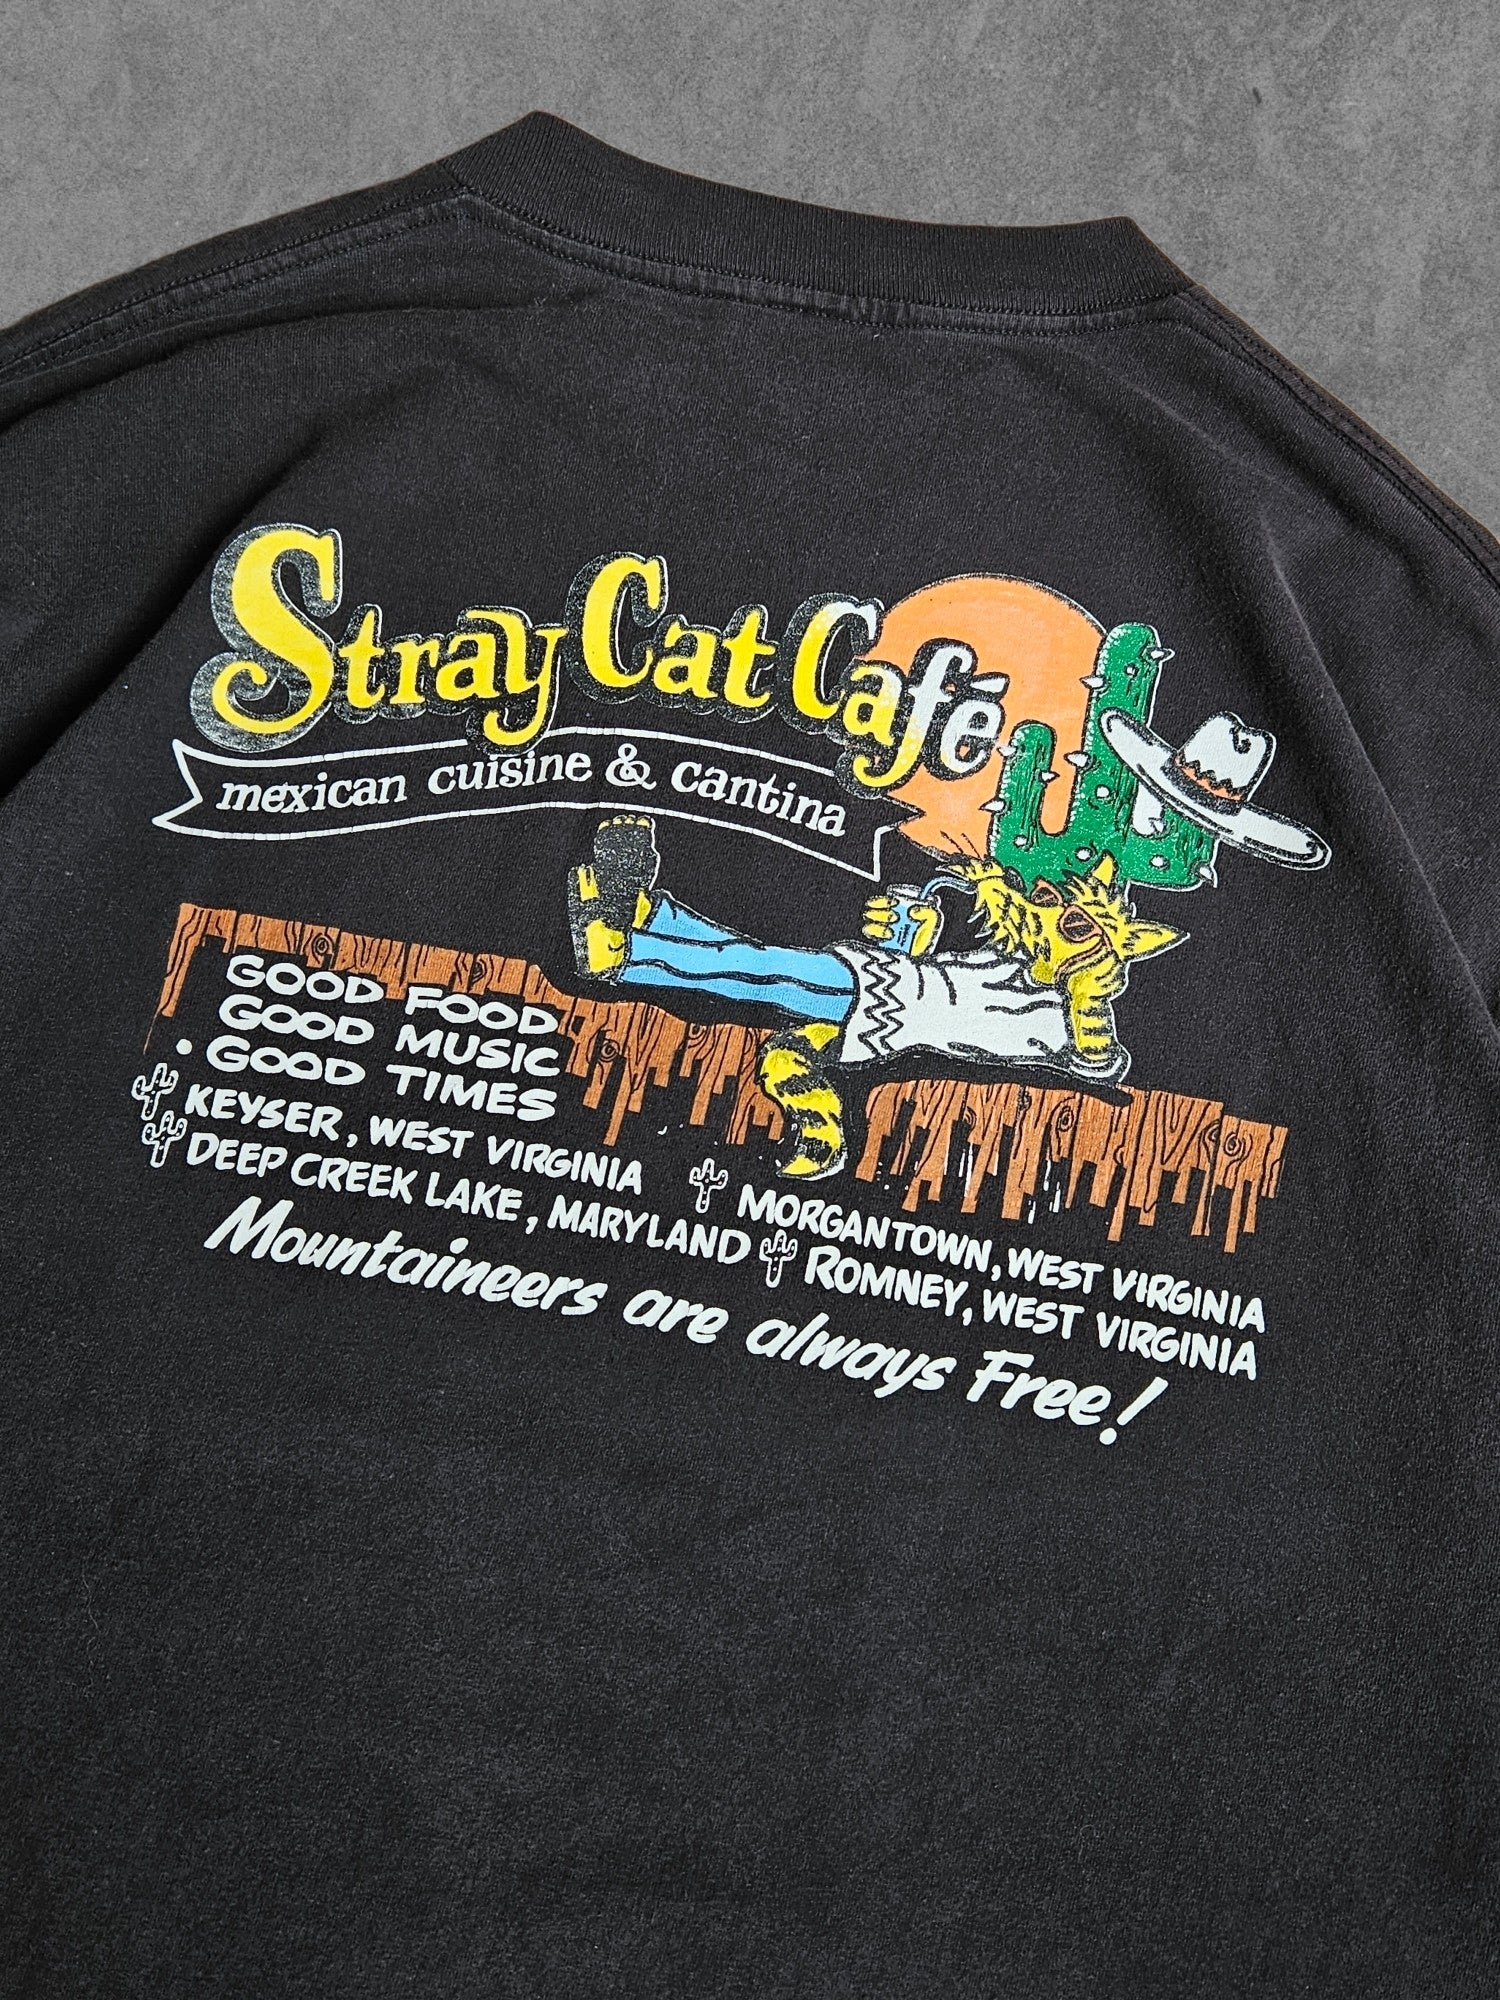 Stray Cat Café
mexican cuisine & cantina
GOOD FOOD
GOOD MUSIC
• GOOD TIMES
KEYSER, WEST VIRGINIA
MORGANTOWN, WEST VIRGINIA
DEEP CREEK LAKE, MARYLAND
ROMNEY, WEST VIRGINIA
Mountaineers are always Free!